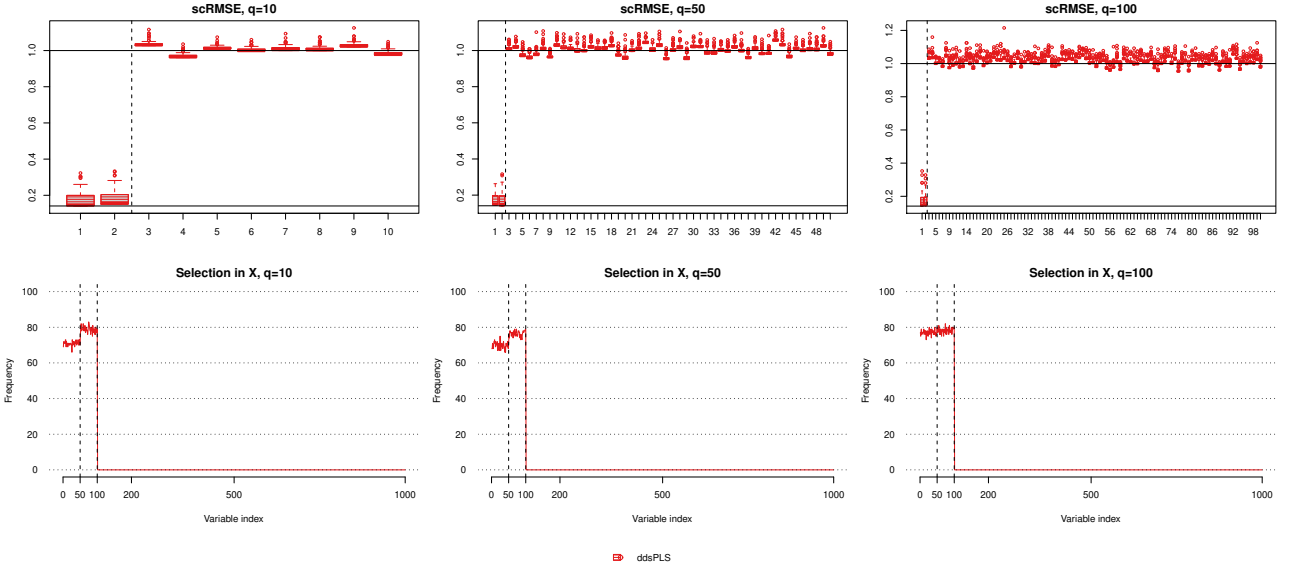 scRMSE, q=10
1.0
0.8
0.6
0.4
0.2
1 2 3 4 5 6 7 8 9 10
scRMSE, q=50
1.0
0.8
0.6
0.4
0.2
1 3 5 7 9 12 15 18 21 24 27 30 33 36 39 42 45 48
scRMSE, q=100
1.2
1.0
0.8
0.6
0.4
0.2
1 5 9 14 20 26 32 38 44 50 56 62 68 74 80 86 92 98
Selection in X, q=10
Frequency
100
80
60
40
20
0
0 50 100 200 500 1000
Variable index
Selection in X, q=50
Frequency
100
80
60
40
20
0
0 50 100 200 500 1000
Variable index
Selection in X, q=100
Frequency
100
80
60
40
20
0
0 50 100 200 500 1000
Variable index
ddsPLS